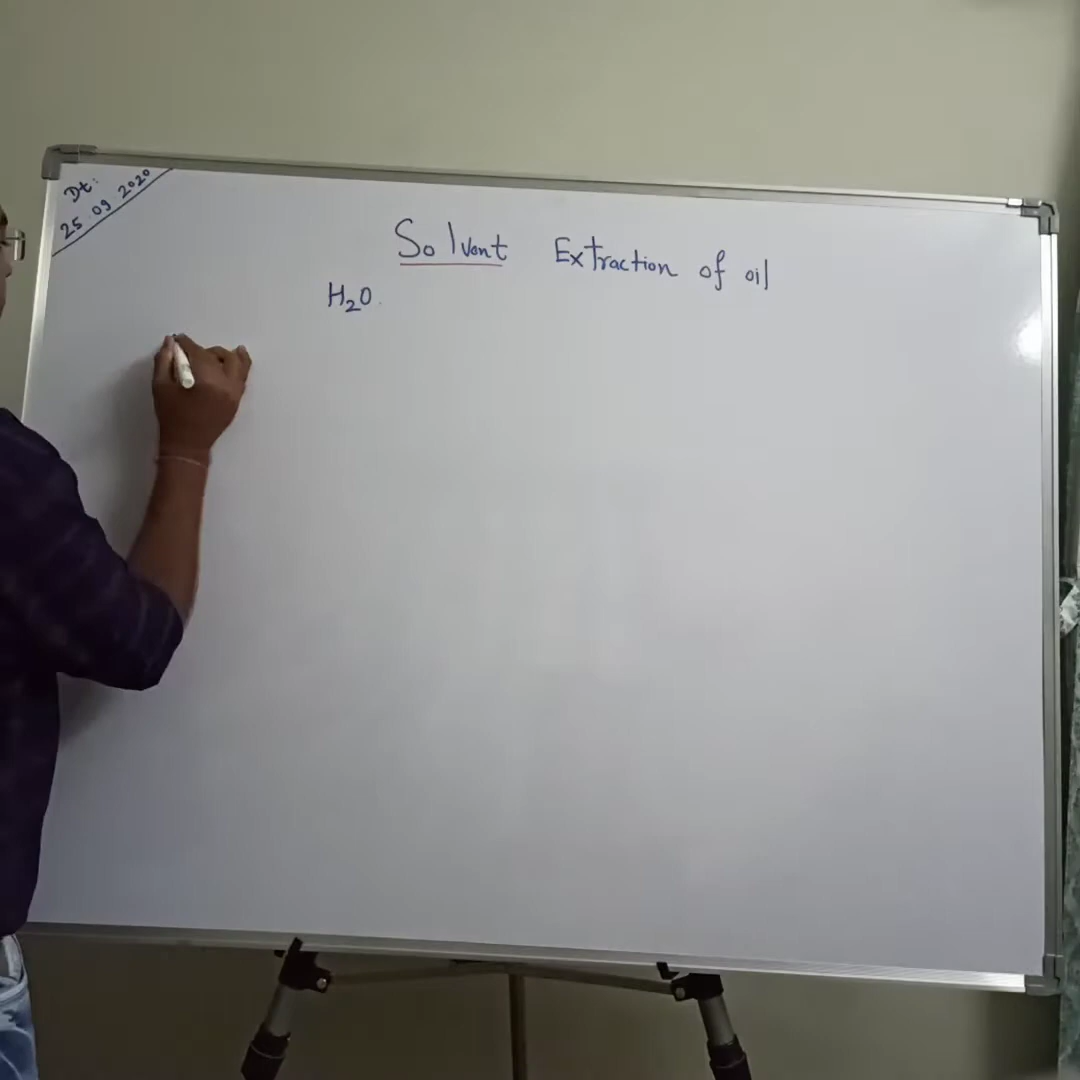 Dt:
25.09 2020
Solvent Extraction of oil
H₂O.